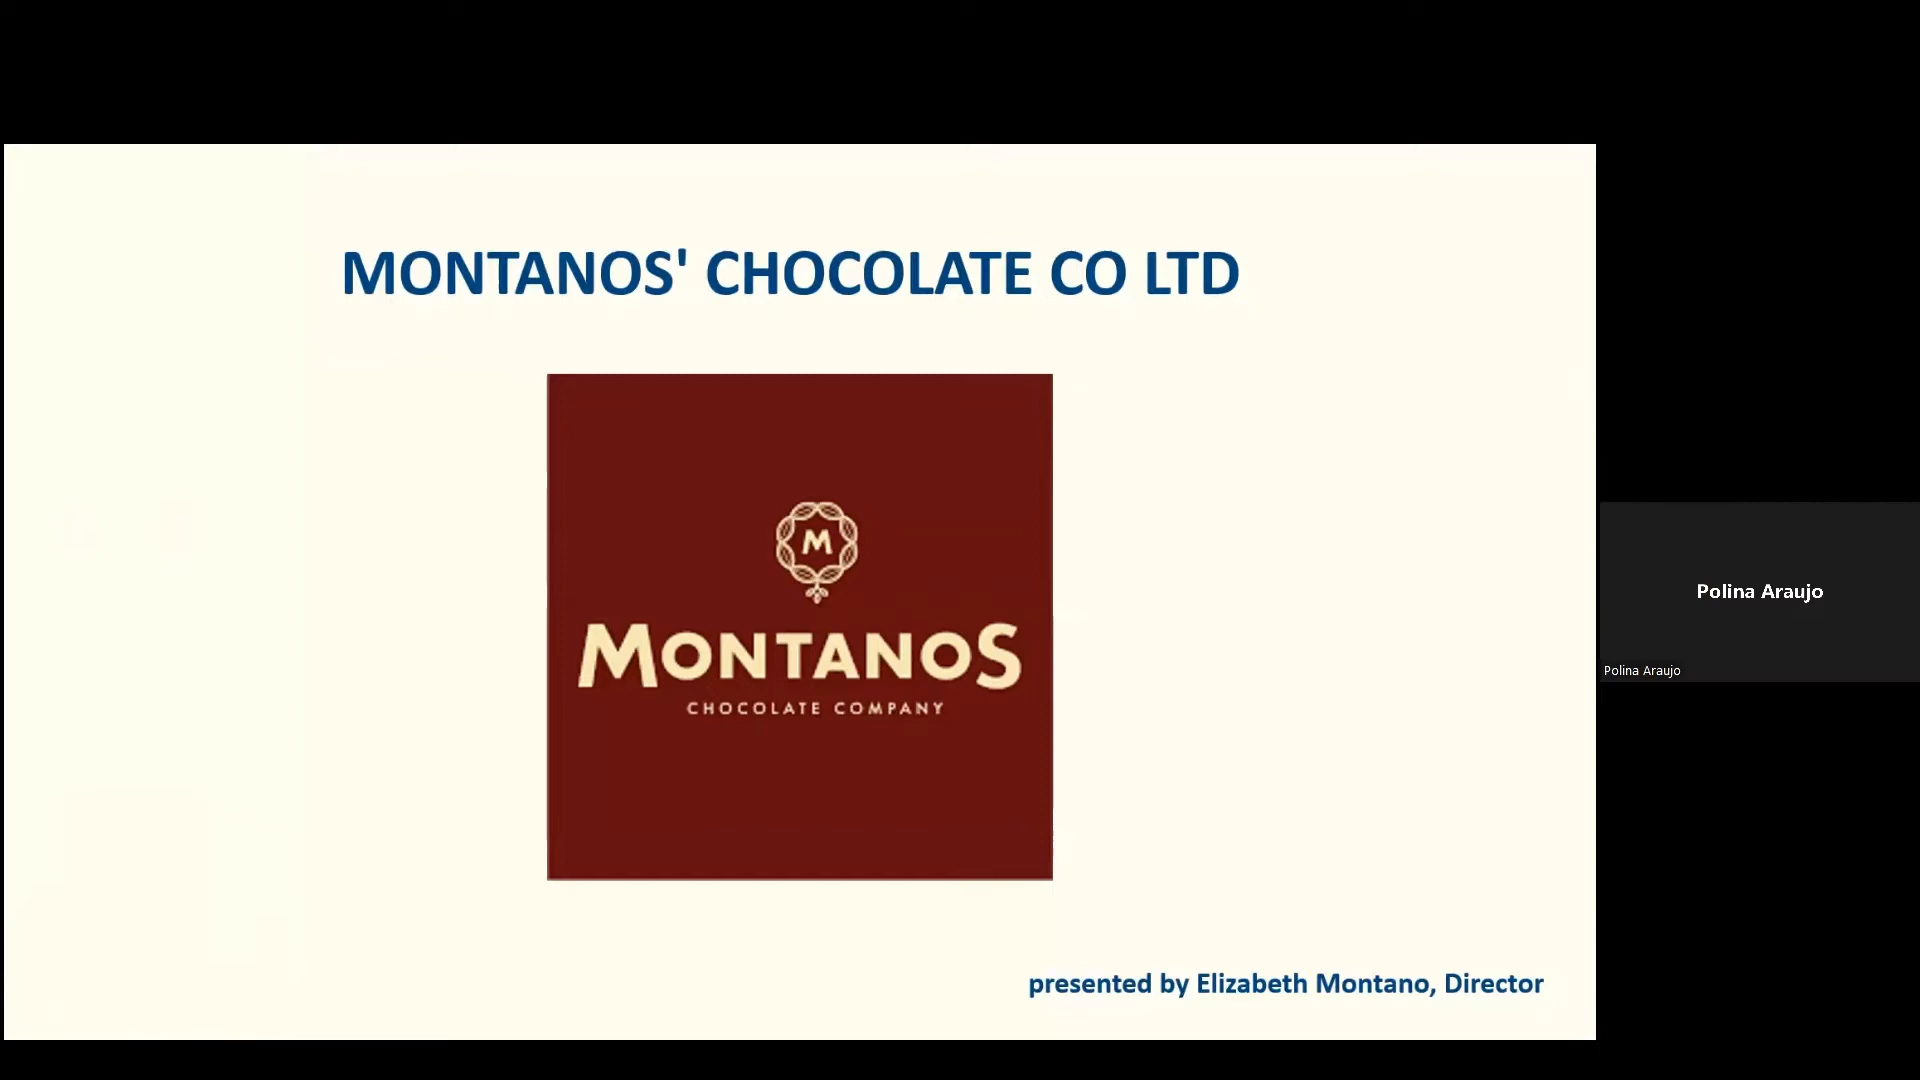 MONTANOS' CHOCOLATE CO LTD
M
MONTANOS
CHOCOLATE COMPANY
Polina Araujo
Polina Araujo
presented by Elizabeth Montano, Director